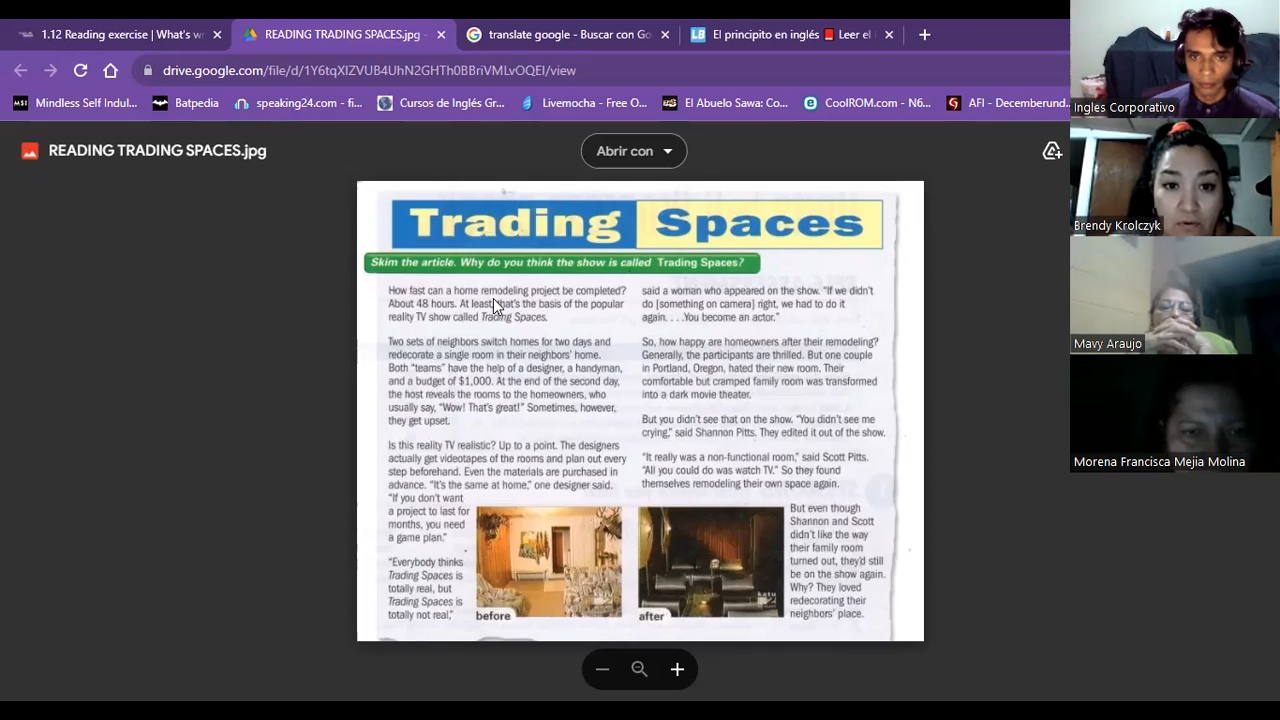 1.12 Reading exercise | What's wr
READING TRADING SPACES.jpg
translate google - Buscar con Go
El principito en inglés 📕 Leer el
drive.google.com/file/d/1Y6tqXIZVUB4UhN2GHTh0BBriVMLvOQEI/view
Mindless Self Indul...
Batpedia
speaking24.com - fi...
Cursos de Inglés Gr...
Livemocha - Free O...
El Abuelo Sawa: Co...
CoolROM.com - N6...
AFI - Decemberund...
READING TRADING SPACES.jpg
Abrir con
Trading Spaces
Skim the article. Why do you think the show is called Trading Spaces?
How fast can a home remodeling project be completed?
About 48 hours. At least that's the basis of the popular
reality TV show called Trading Spaces.
Two sets of neighbors switch homes for two days and
redecorate a single room in their neighbors' home.
Both "teams" have the help of a designer, a handyman,
and a budget of $1,000. At the end of the second day,
the host reveals the rooms to the homeowners, who
usually say, "Wow! That's great!" Sometimes, however,
they get upset.
Is this reality TV realistic? Up to a point. The designers
actually get videotapes of the rooms and plan out every
step beforehand. Even the materials are purchased in
advance. "It's the same at home," one designer said.
"If you don't want
a project to last for
months, you need
a game plan."
"Everybody thinks
Trading Spaces is
totally real, but
Trading Spaces is
totally not real,"
before
said a woman who appeared on the show. "If we didn't
do [something on camera] right, we had to do it
again. . . .You become an actor."
So, how happy are homeowners after their remodeling?
Generally, the participants are thrilled. But one couple
in Portland, Oregon, hated their new room. Their
comfortable but cramped family room was transformed
into a dark movie theater.
But you didn't see that on the show. "You didn't see me
crying," said Shannon Pitts. They edited it out of the show.
"It really was a non-functional room," said Scott Pitts.
"All you could do was watch TV." So they found
themselves remodeling their own space again.
after
katu
But even though
Shannon and Scott
didn't like the way
their family room
turned out, they'd still
be on the show again.
Why? They loved
redecorating their
neighbors' place.
Ingles Corporativo
Brendy Krolczyk
Mavy Araujo
Morena Francisca Mejia Molina